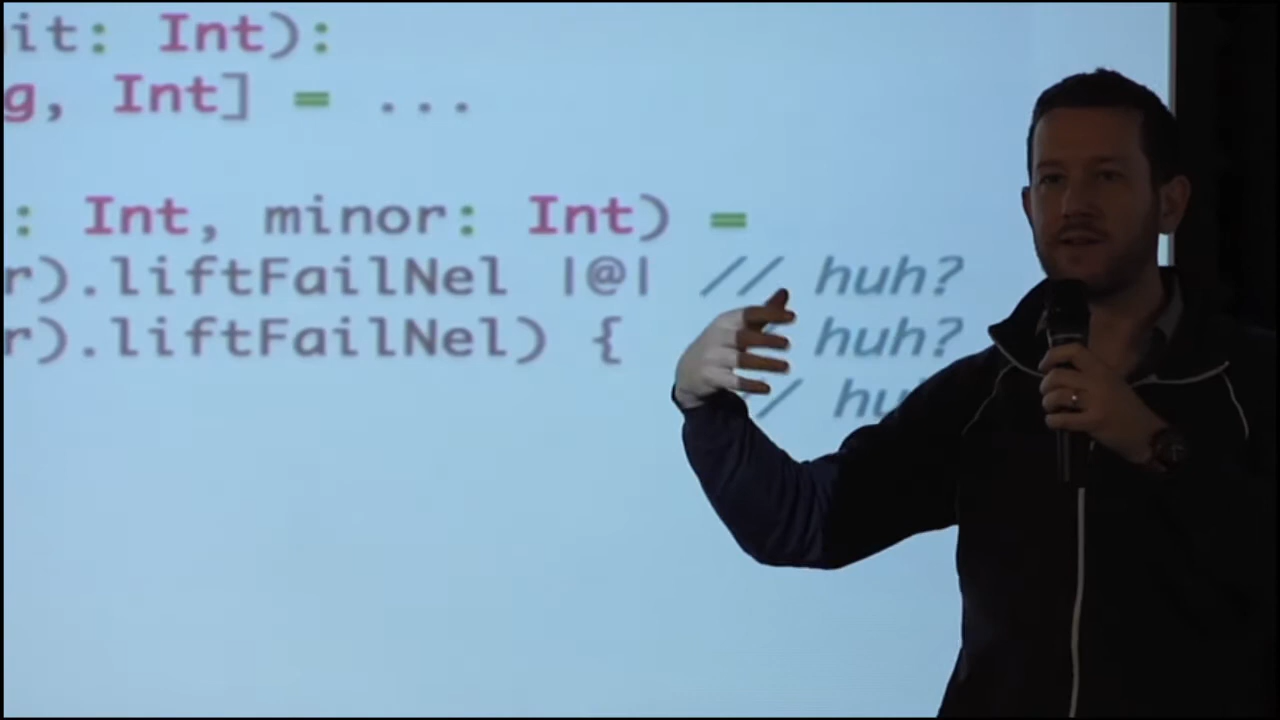 it: Int):
g, Int] = ...
: Int, minor: Int) =
r).liftFailNel |@| // huh?
r).liftFailNel) { huh?
//